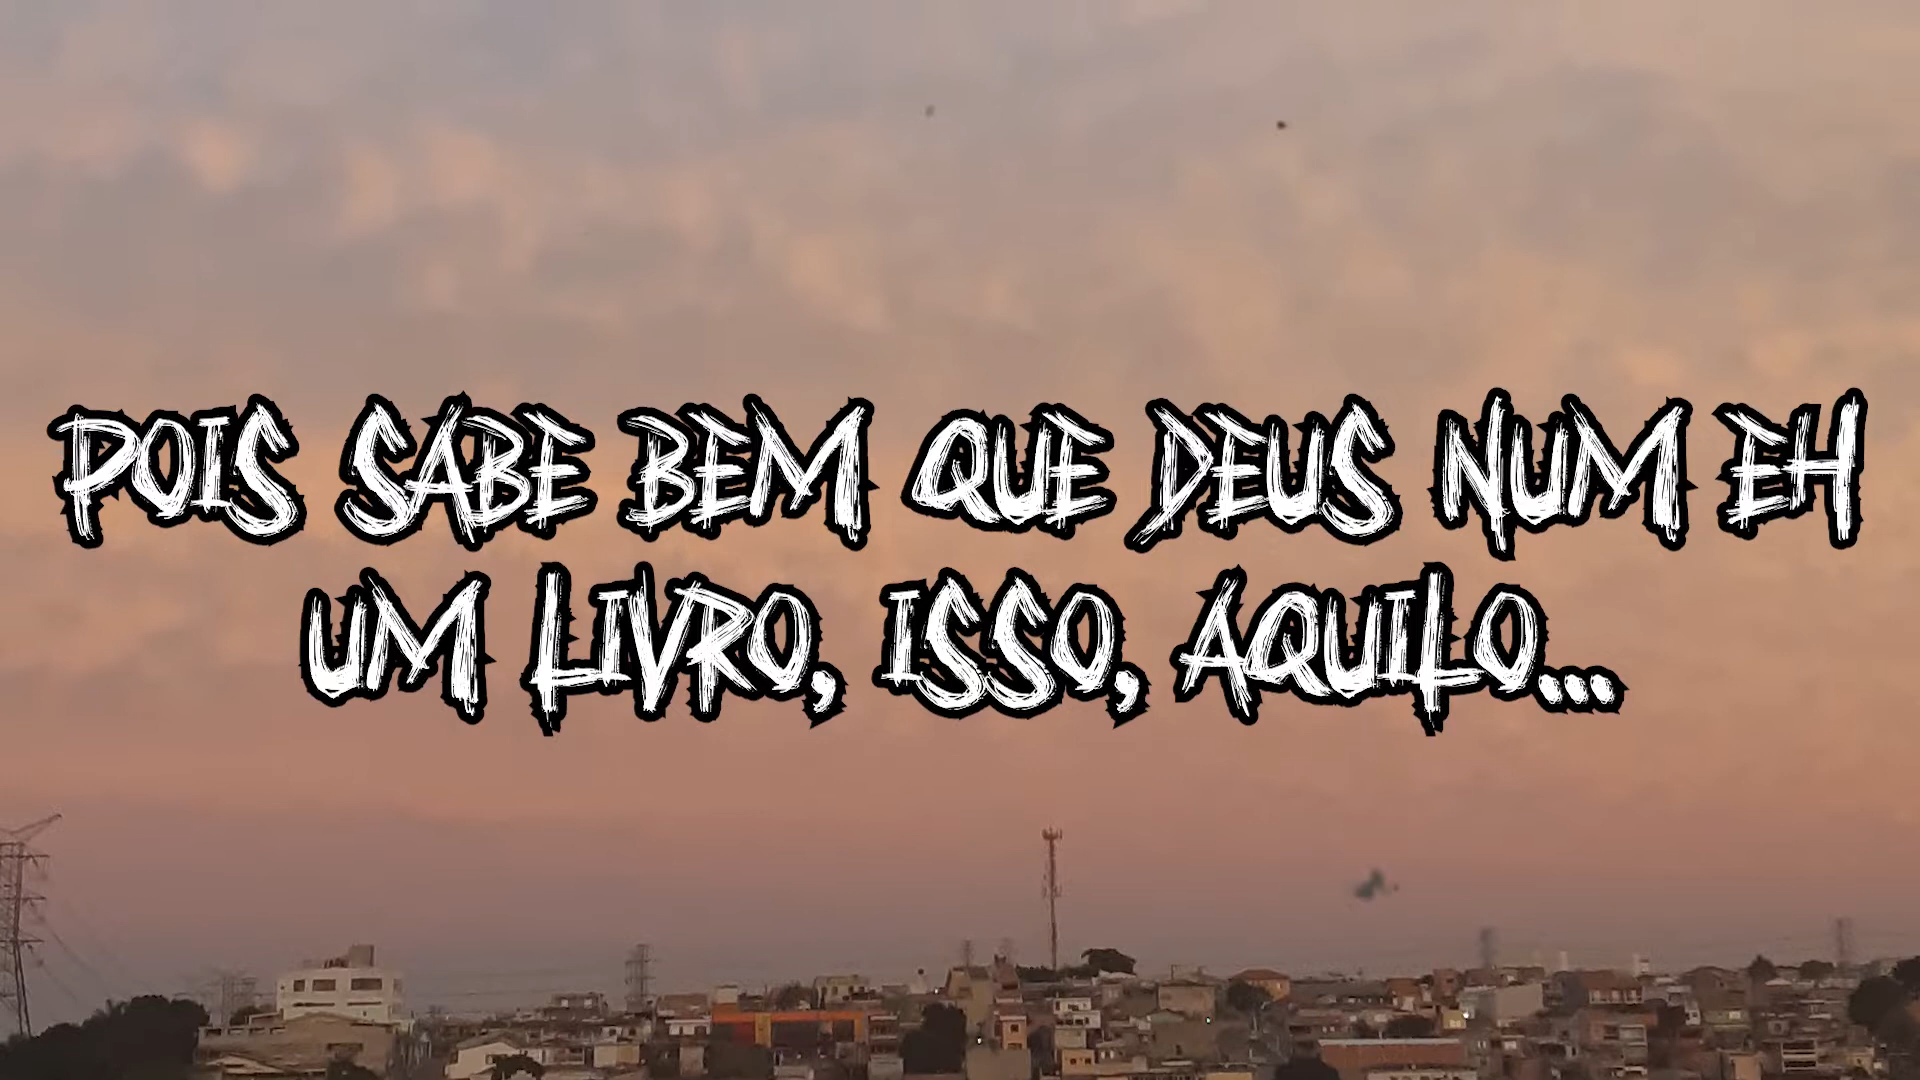 POIS SABE BEM QUE DEUS NUM EH
UM LIVRO, ISSO, AQUILO...